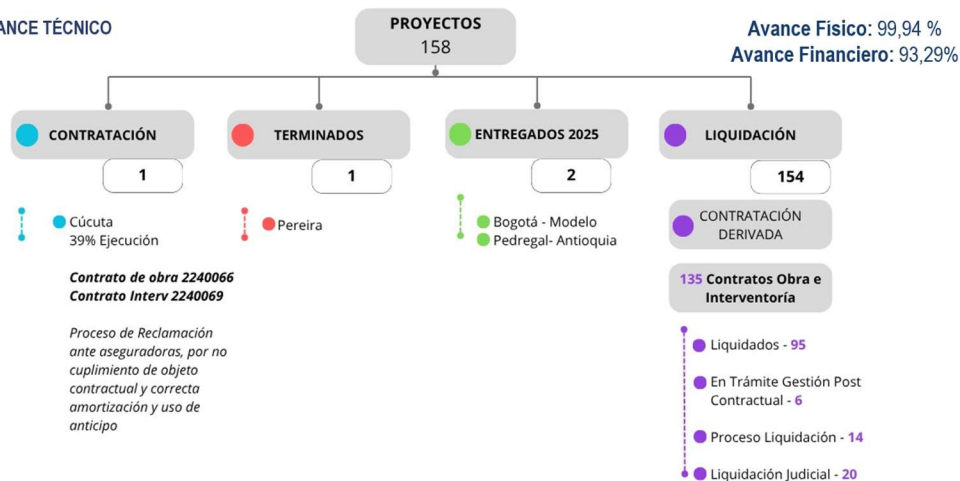 ANCE TÉCNICO
PROYECTOS
158
Avance Físico: 99,94 %
Avance Financiero: 93,29%
CONTRATACIÓN
1
Cúcuta
39% Ejecución
Contrato de obra 2240066
Contrato Interv 2240069
Proceso de Reclamación
ante aseguradoras, por no
cuplimiento de objeto
contractual y correcta
amortización y uso de
anticipo
TERMINADOS
1
Pereira
ENTREGADOS 2025
2
Bogotá - Modelo
Pedregal- Antioquia
LIQUIDACIÓN
154
CONTRATACIÓN
DERIVADA
135 Contratos Obra e
Interventoría
Liquidados - 95
En Trámite Gestión Post
Contractual - 6
Proceso Liquidación - 14
Liquidación Judicial - 20